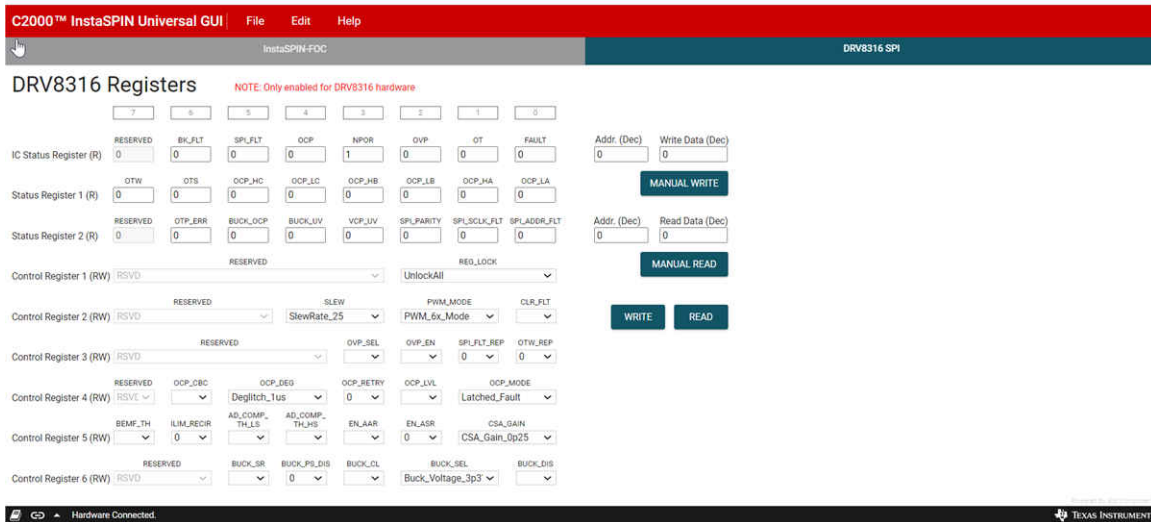 C2000™ InstaSPIN Universal GUI File Edit Help
InstaSPIN-FOC DRV8316 SPI
DRV8316 Registers NOTE: Only enabled for DRV8316 hardware
7 6 5 4 3 2 1 0
RESERVED BK_FLT SPI_FLT OCP NPOR OVP OT FAULT Addr. (Dec) Write Data (Dec)
IC Status Register (R) 0 0 0 0 1 0 0 0 0 0
OTW OTS OCP_HC OCP_LC OCP_HB OCP_LB OCP_HA OCP_LA MANUAL WRITE
Status Register 1 (R) 0 0 0 0 0 0 0 0
RESERVED OTP_ERR BUCK_OCP BUCK_UV VCP_UV SPI_PARITY SPI_SCLK_FLT SPI_ADDR_FLT Addr. (Dec) Read Data (Dec)
Status Register 2 (R) 0 0 0 0 0 0 0 0 0 0
RESERVED REG_LOCK MANUAL READ
Control Register 1 (RW) RSVD UnlockAll
RESERVED SLEW PWM_MODE CLR_FLT
Control Register 2 (RW) RSVD SlewRate_25 PWM_6x_Mode WRITE READ
RESERVED OVP_SEL OVP_EN SPI_FLT_REP OTW_REP
Control Register 3 (RW) RSVD 0 0
RESERVED OCP_CBC OCP_DEG OCP_RETRY OCP_LVL OCP_MODE
Control Register 4 (RW) RSVD Deglitch_1us 0 Latched_Fault
BEMF_TH ILIM_RECIR AD_COMP_TH_LS AD_COMP_TH_HS EN_AAR EN_ASR CSA_GAIN
Control Register 5 (RW) 0 0 CSA_Gain_0p25
RESERVED BUCK_SR BUCK_PS_DIS BUCK_CL BUCK_SEL BUCK_DIS
Control Register 6 (RW) RSVD 0 Buck_Voltage_3p3
Hardware Connected. TEXAS INSTRUMENT